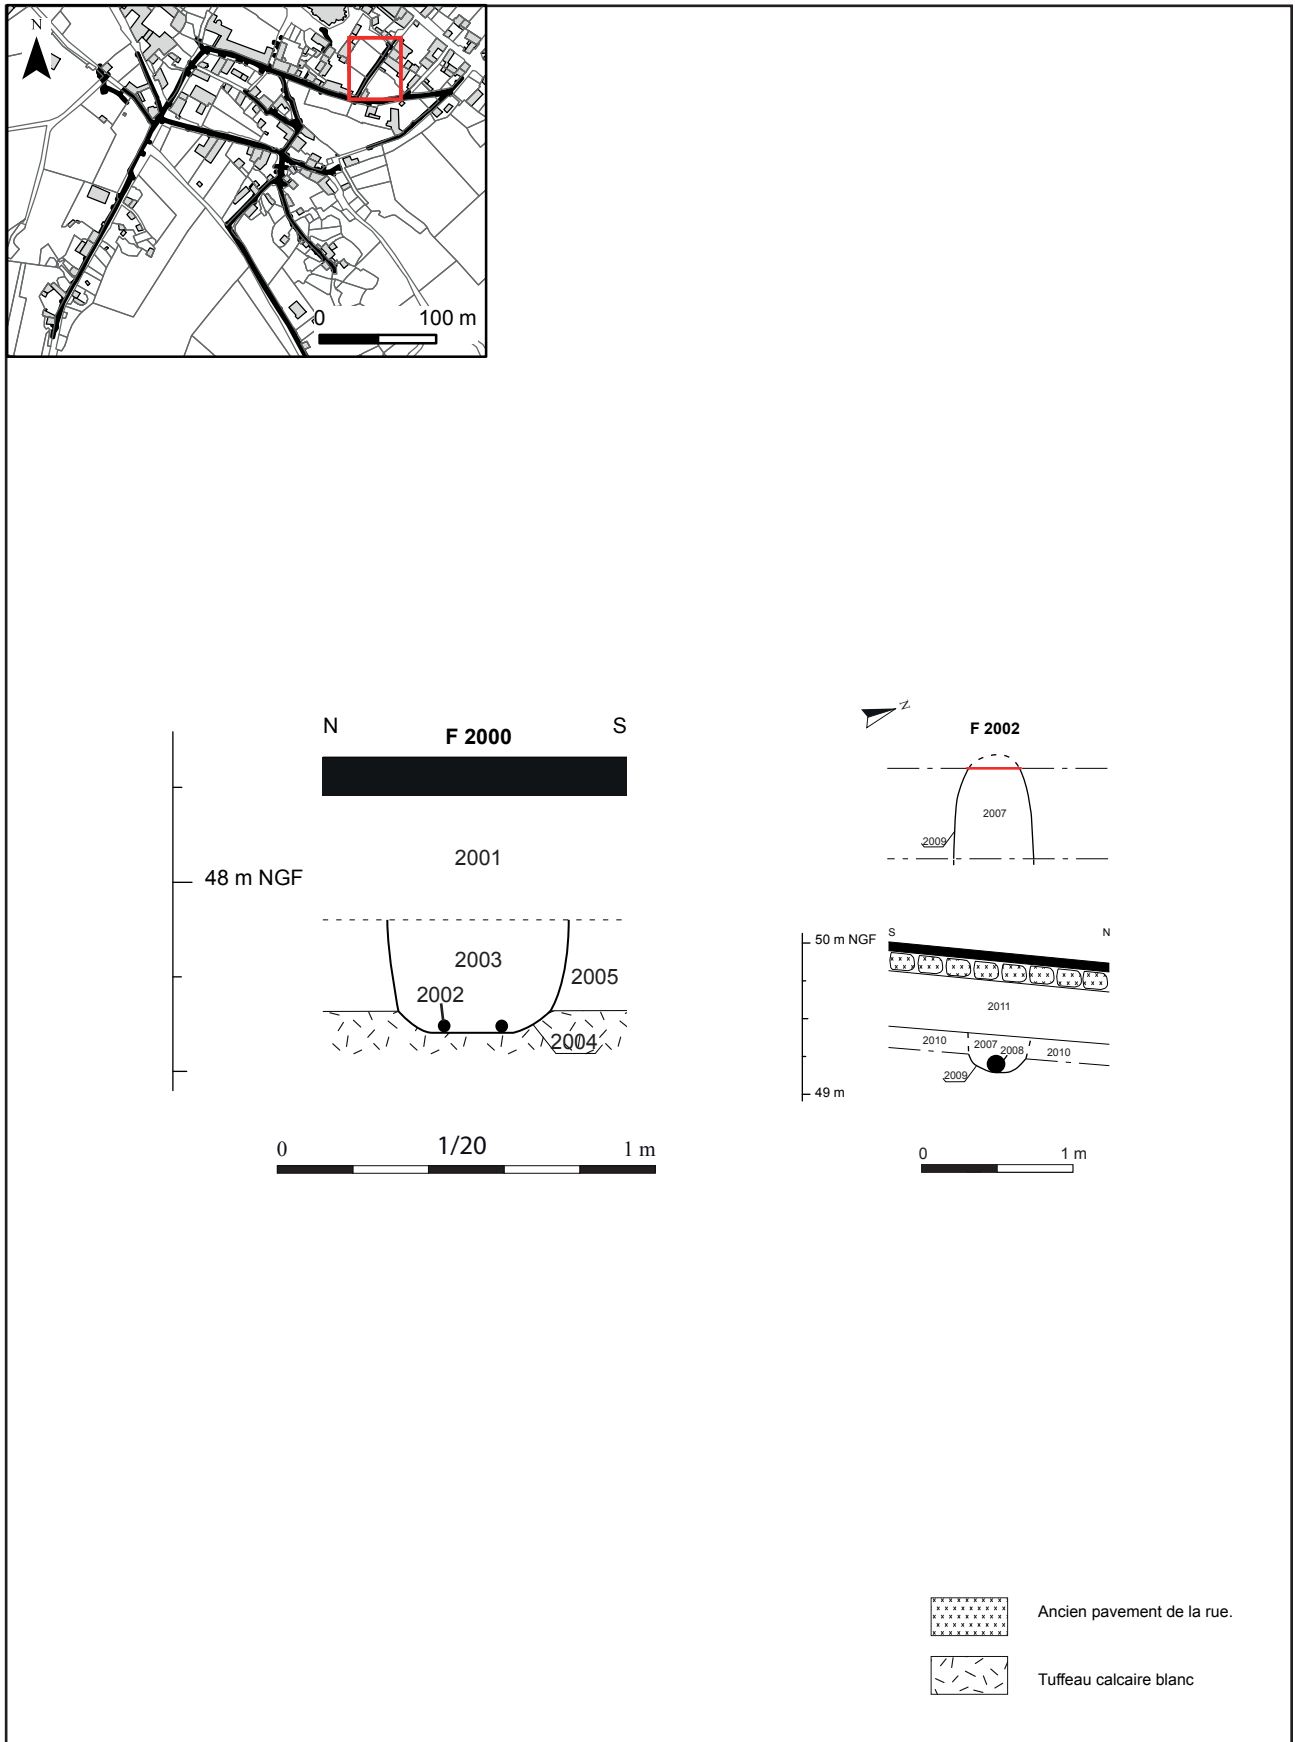 N
0 100 m
N S
F 2000
2001
48 m NGF
2003
2005
2002
2004
0 1/20 1 m
N
F 2002
2007
2009
50 m NGF
S N
2011
2010 2007 2008 2010
2009
49 m
0 1 m
Ancien pavement de la rue.
Tuffeau calcaire blanc